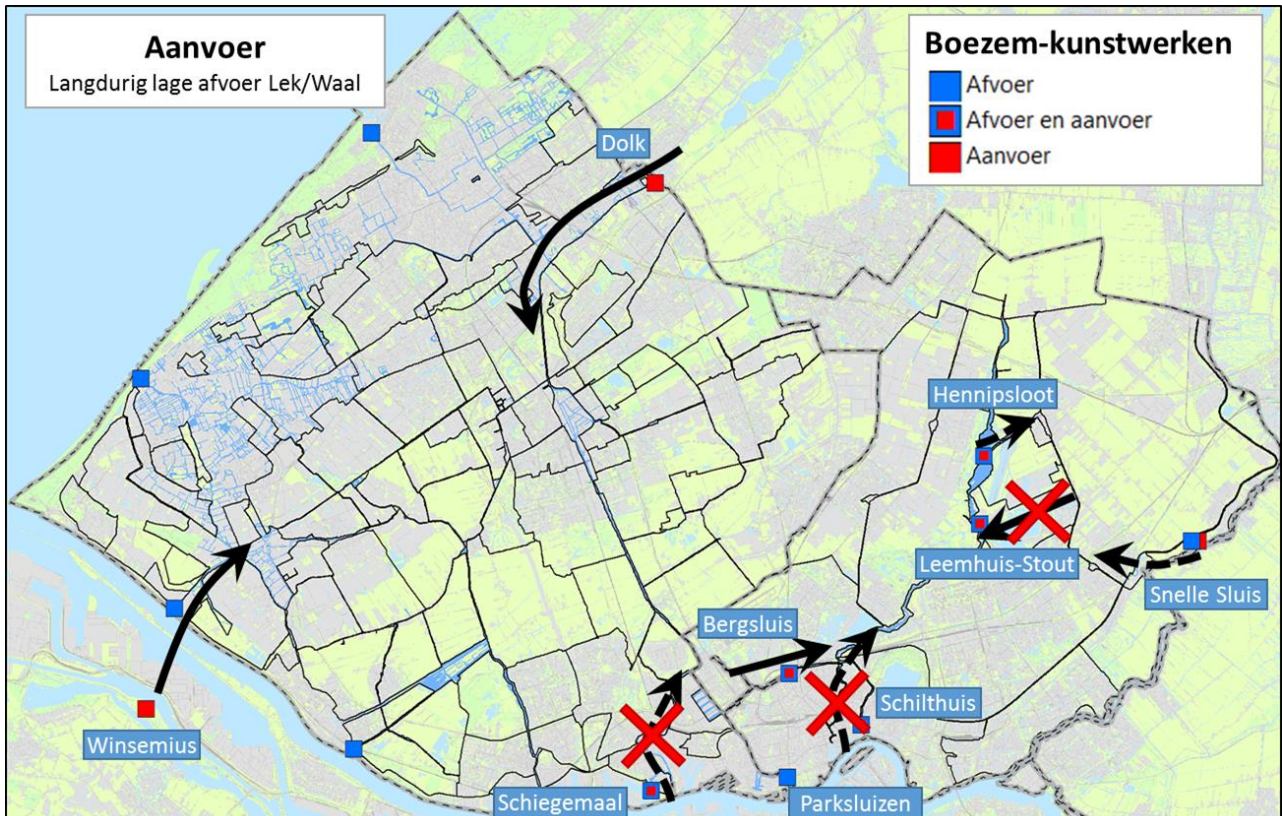 Aanvoer
Langdurig lage afvoer Lek/Waal
Boezem-kunstwerken
Afvoer
Afvoer en aanvoer
Aanvoer
Dolk
Hennipsloot
Leemhuis-Stout
Snelle Sluis
Bergsluis
Schilthuis
Winsemius
Schiegemaal
Parksluizen